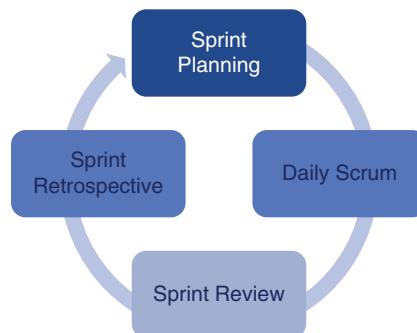 Sprint
Planning
Daily Scrum
Sprint Review
Sprint
Retrospective